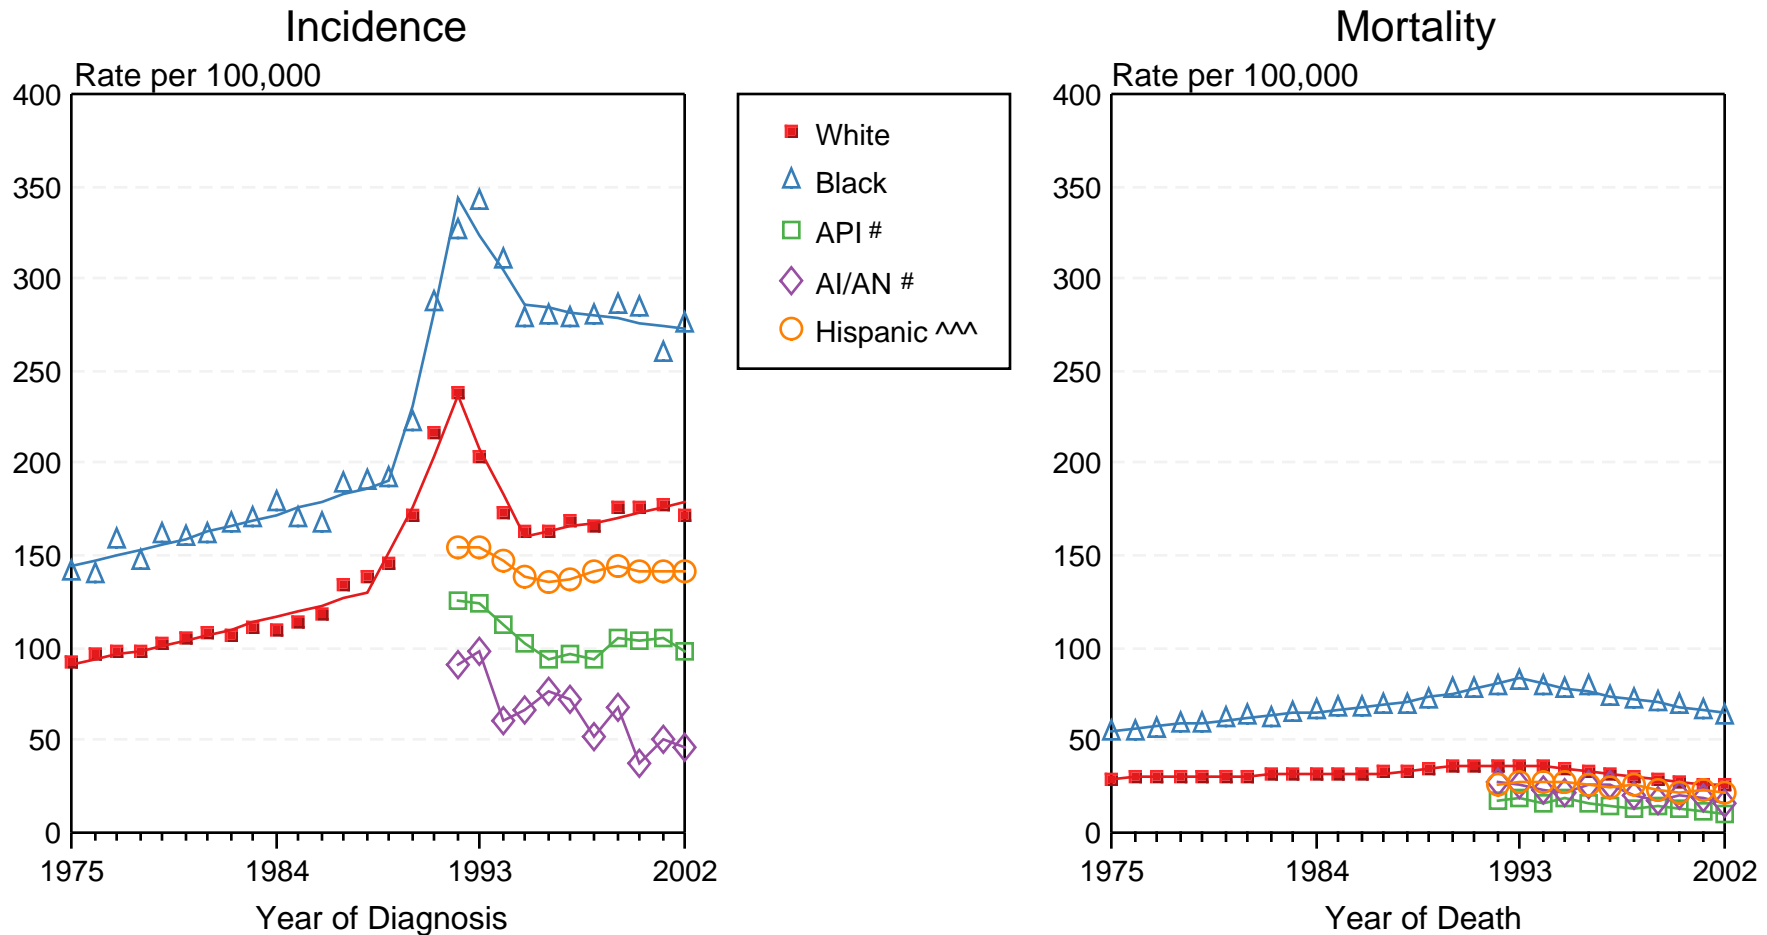 Incidence
Rate per 100,000
400
350
300
250
200
150
100
50
0
1975 1984 1993 2002
Year of Diagnosis
White
Black
API #
AI/AN #
Hispanic ^^^
Mortality
Rate per 100,000
400
350
300
250
200
150
100
50
0
1975 1984 1993 2002
Year of Death